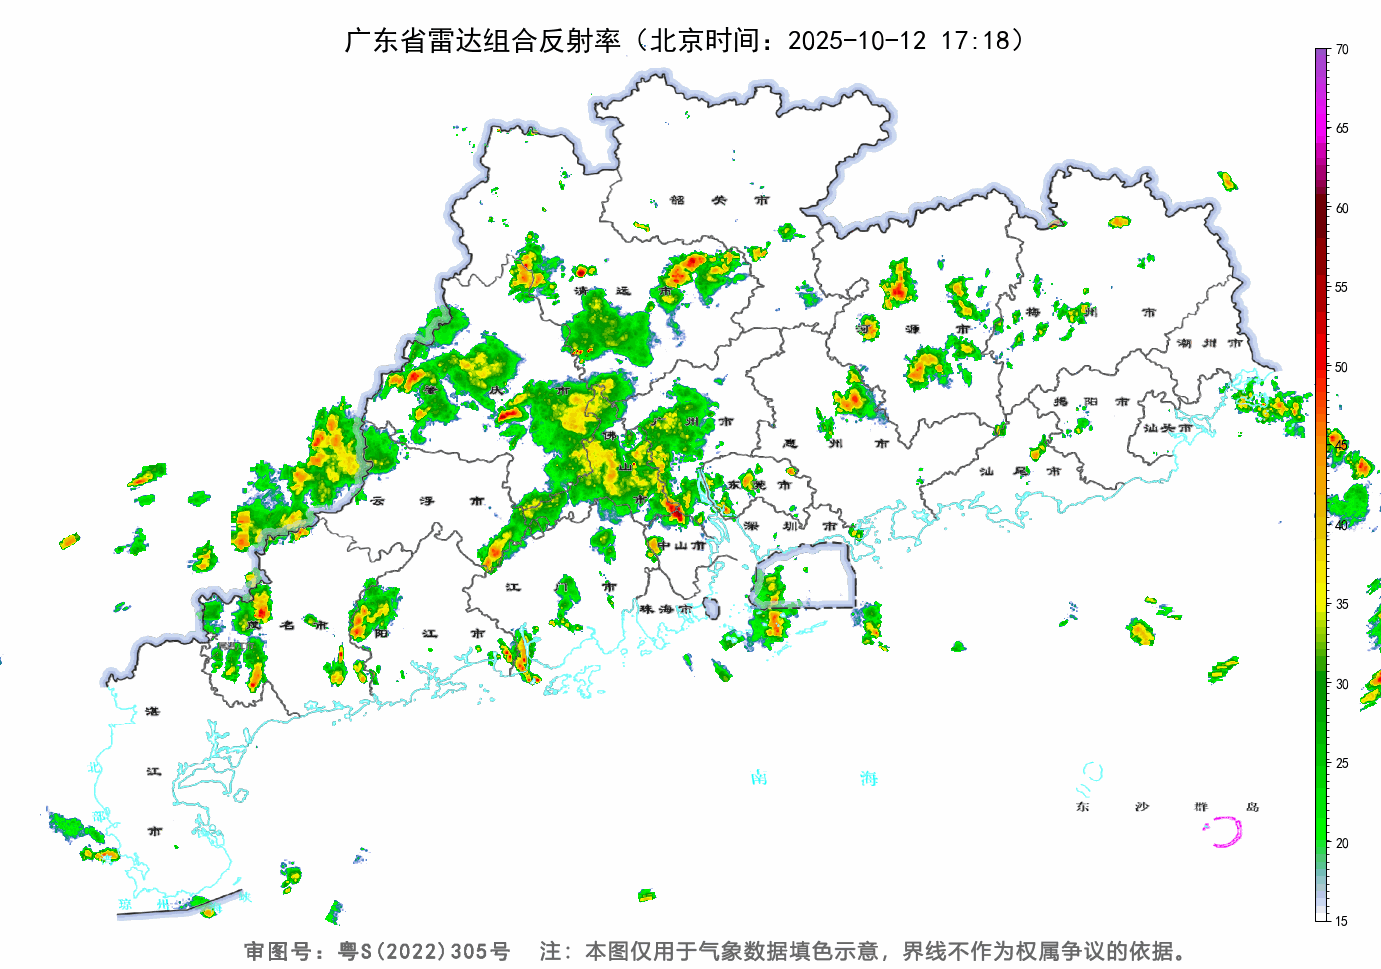 广东省雷达组合反射率（北京时间：2025-10-12 17:18）
70
65
60
55
50
45
40
35
30
25
20
15
韶 关 市
清 远 市
河 源 市
梅 州 市
潮 州 市
肇 庆 市
广 州 市
佛 山 市
惠 州 市
揭 阳 市
汕头市
汕 尾 市
东 莞 市
云 浮 市
深 圳 市
中山市
江 门 市
珠海市
茂 名 市
阳 江 市
湛 江 市
北 部
琼 州 海 峡
南 海
东 沙 群 岛
审图号：粤S(2022)305号 注：本图仅用于气象数据填色示意，界线不作为权属争议的依据。